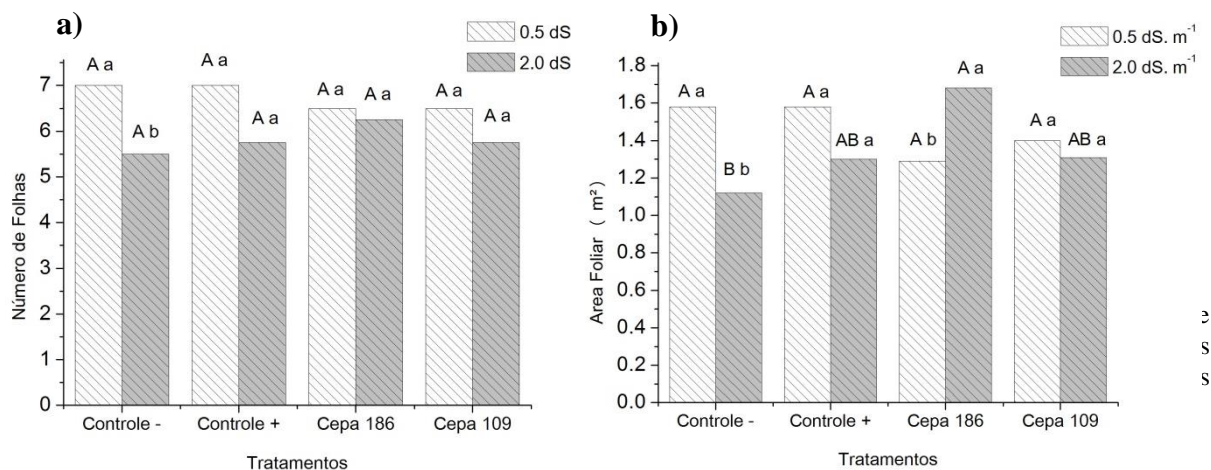 a)
0.5 dS
2.0 dS
A a
A b
A a
A a
A a
A a
A a
A a
Número de Folhas
7
6
5
4
3
2
1
0
Controle - Controle + Cepa 186 Cepa 109
Tratamentos
b)
0.5 dS. m⁻¹
2.0 dS. m⁻¹
A a
B b
A a
AB a
A b
A a
A a
AB a
Area Foliar ( m²)
1.8
1.6
1.4
1.2
1.0
0.8
0.6
0.4
0.2
0.0
Controle - Controle + Cepa 186 Cepa 109
Tratamentos
e
s
s